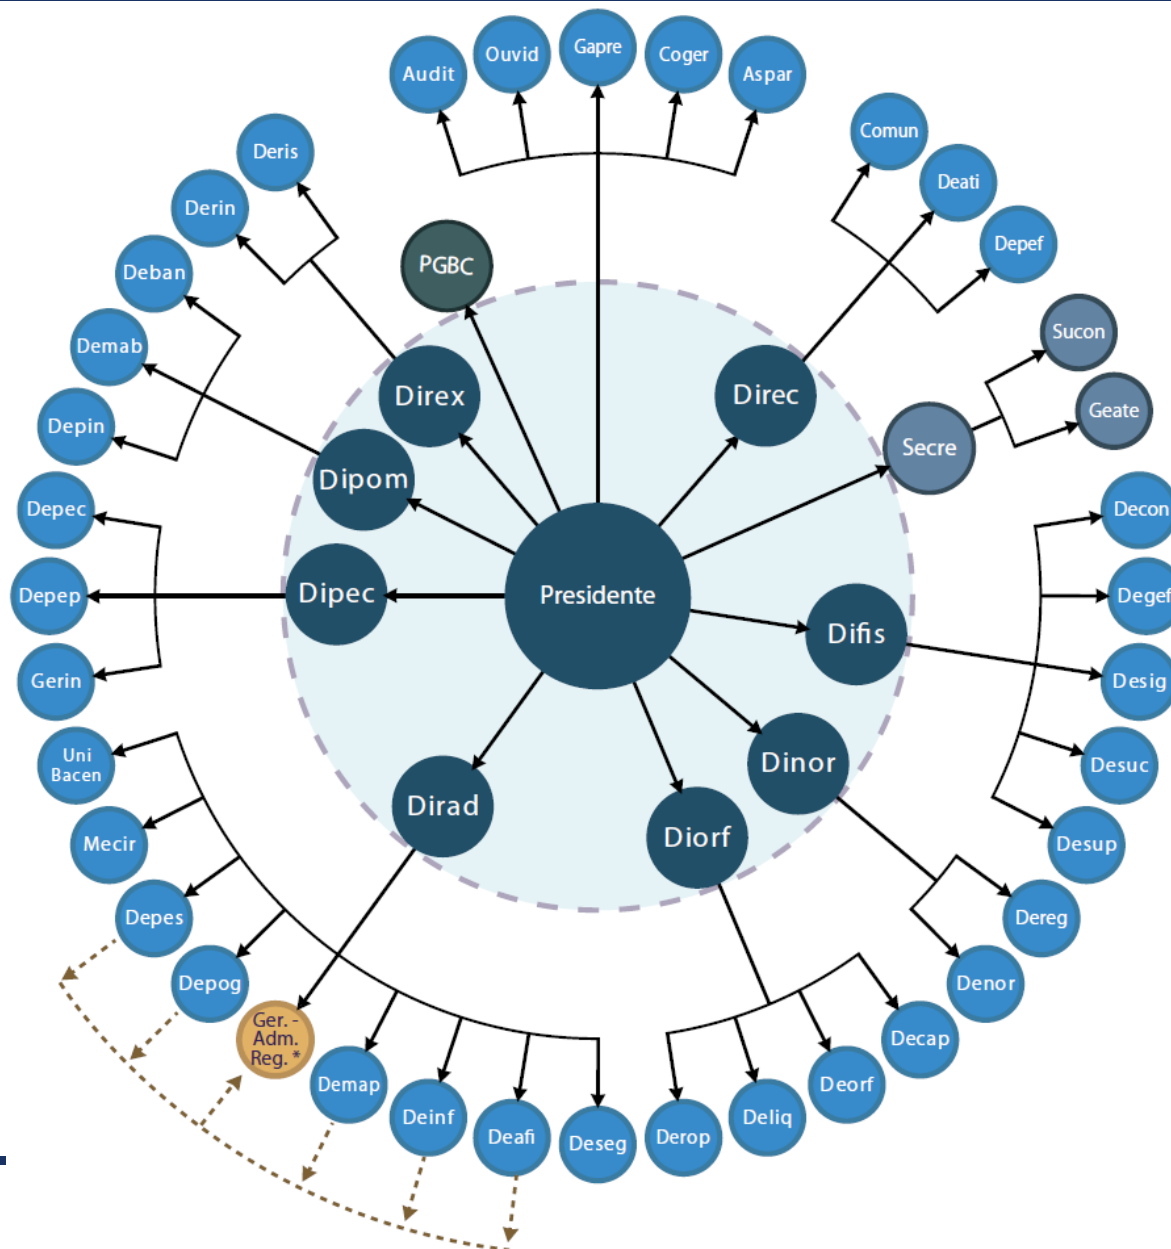 Gapre
Ouvid
Coger
Audit
Aspar
Comun
Deris
Deati
Derin
Depef
PGBC
Deban
Sucon
Demab
Direx
Direc
Geate
Depin
Secre
Dipom
Depec
Decon
Presidente
Dipec
Depep
Degef
Difis
Gerin
Desig
Uni
Bacen
Dinor
Desuc
Dirad
Diorf
Mecir
Desup
Depes
Dereg
Depog
Denor
Ger. -
Adm.
Reg. *
Decap
Demap
Deorf
Deinf
Deliq
Deafi
Deseg
Derop